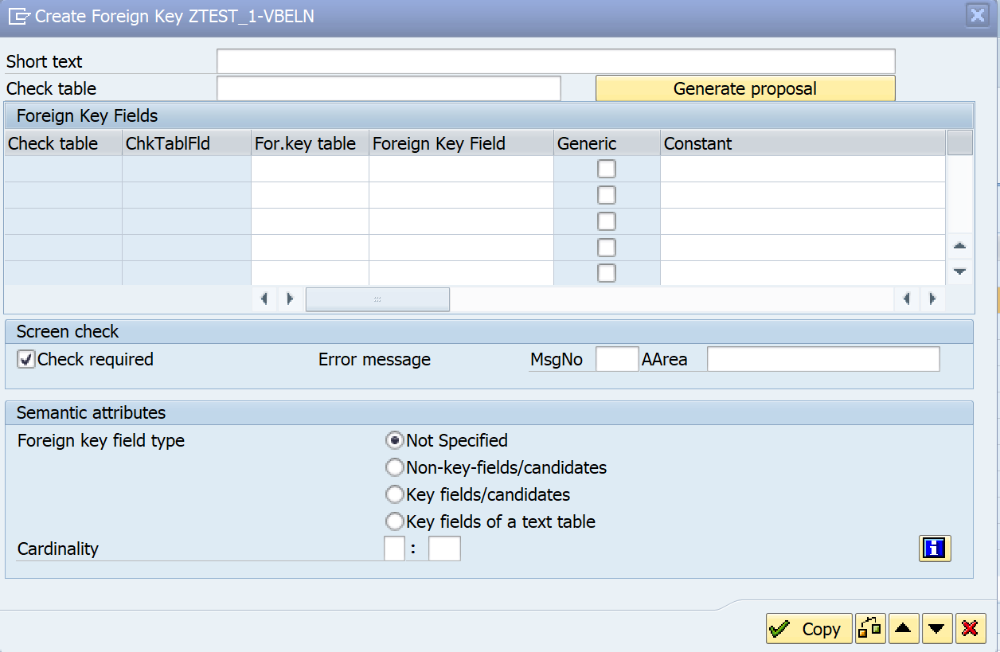 Create Foreign Key ZTEST_1-VBELN
Short text
Check table
Generate proposal
Foreign Key Fields
Check table ChkTablFld For.key table Foreign Key Field Generic Constant
Screen check
Check required Error message MsgNo AArea
Semantic attributes
Foreign key field type Not Specified
Non-key-fields/candidates
Key fields/candidates
Key fields of a text table
Cardinality :
Copy